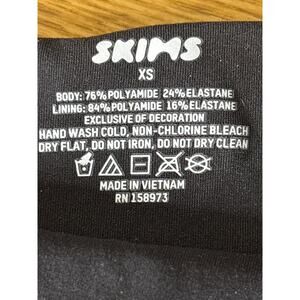 SKIMS
XS
BODY: 76% POLYAMIDE 24% ELASTANE
LINING: 84% POLYAMIDE 16% ELASTANE
EXCLUSIVE OF DECORATION
HAND WASH COLD, NON-CHLORINE BLEACH
DRY FLAT, DO NOT IRON, DO NOT DRY CLEAN
MADE IN VIETNAM
RN 158973